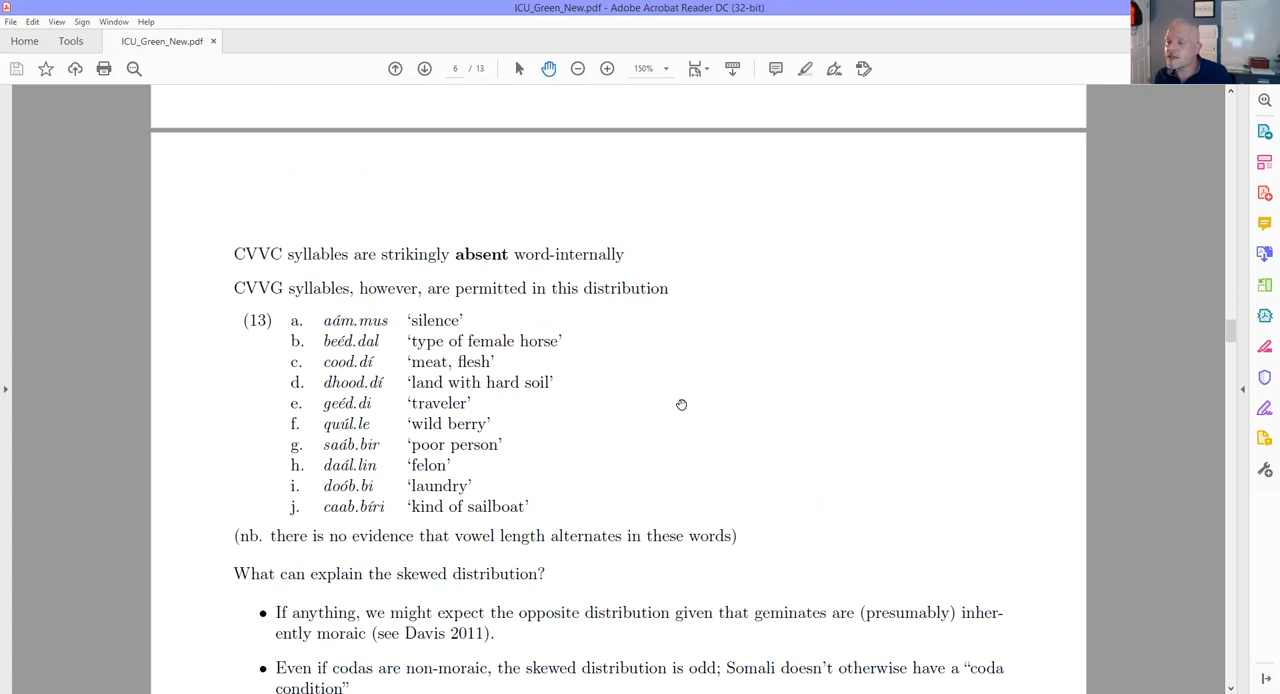 ICU_Green_New.pdf - Adobe Acrobat Reader DC (32-bit)
File Edit View Sign Window Help
Home Tools ICU_Green_New.pdf ×
6 / 13 150%
CVVC syllables are strikingly absent word-internally
CVVG syllables, however, are permitted in this distribution
(13) a. aám.mus ‘silence’
b. beéd.dal ‘type of female horse’
c. cood.dí ‘meat, flesh’
d. dhood.dí ‘land with hard soil’
e. geéd.di ‘traveler’
f. quúl.le ‘wild berry’
g. saáb.bir ‘poor person’
h. daál.lin ‘felon’
i. doób.bi ‘laundry’
j. caab.bíri ‘kind of sailboat’
(nb. there is no evidence that vowel length alternates in these words)
What can explain the skewed distribution?
• If anything, we might expect the opposite distribution given that geminates are (presumably) inher-
ently moraic (see Davis 2011).
• Even if codas are non-moraic, the skewed distribution is odd; Somali doesn’t otherwise have a “coda
condition”